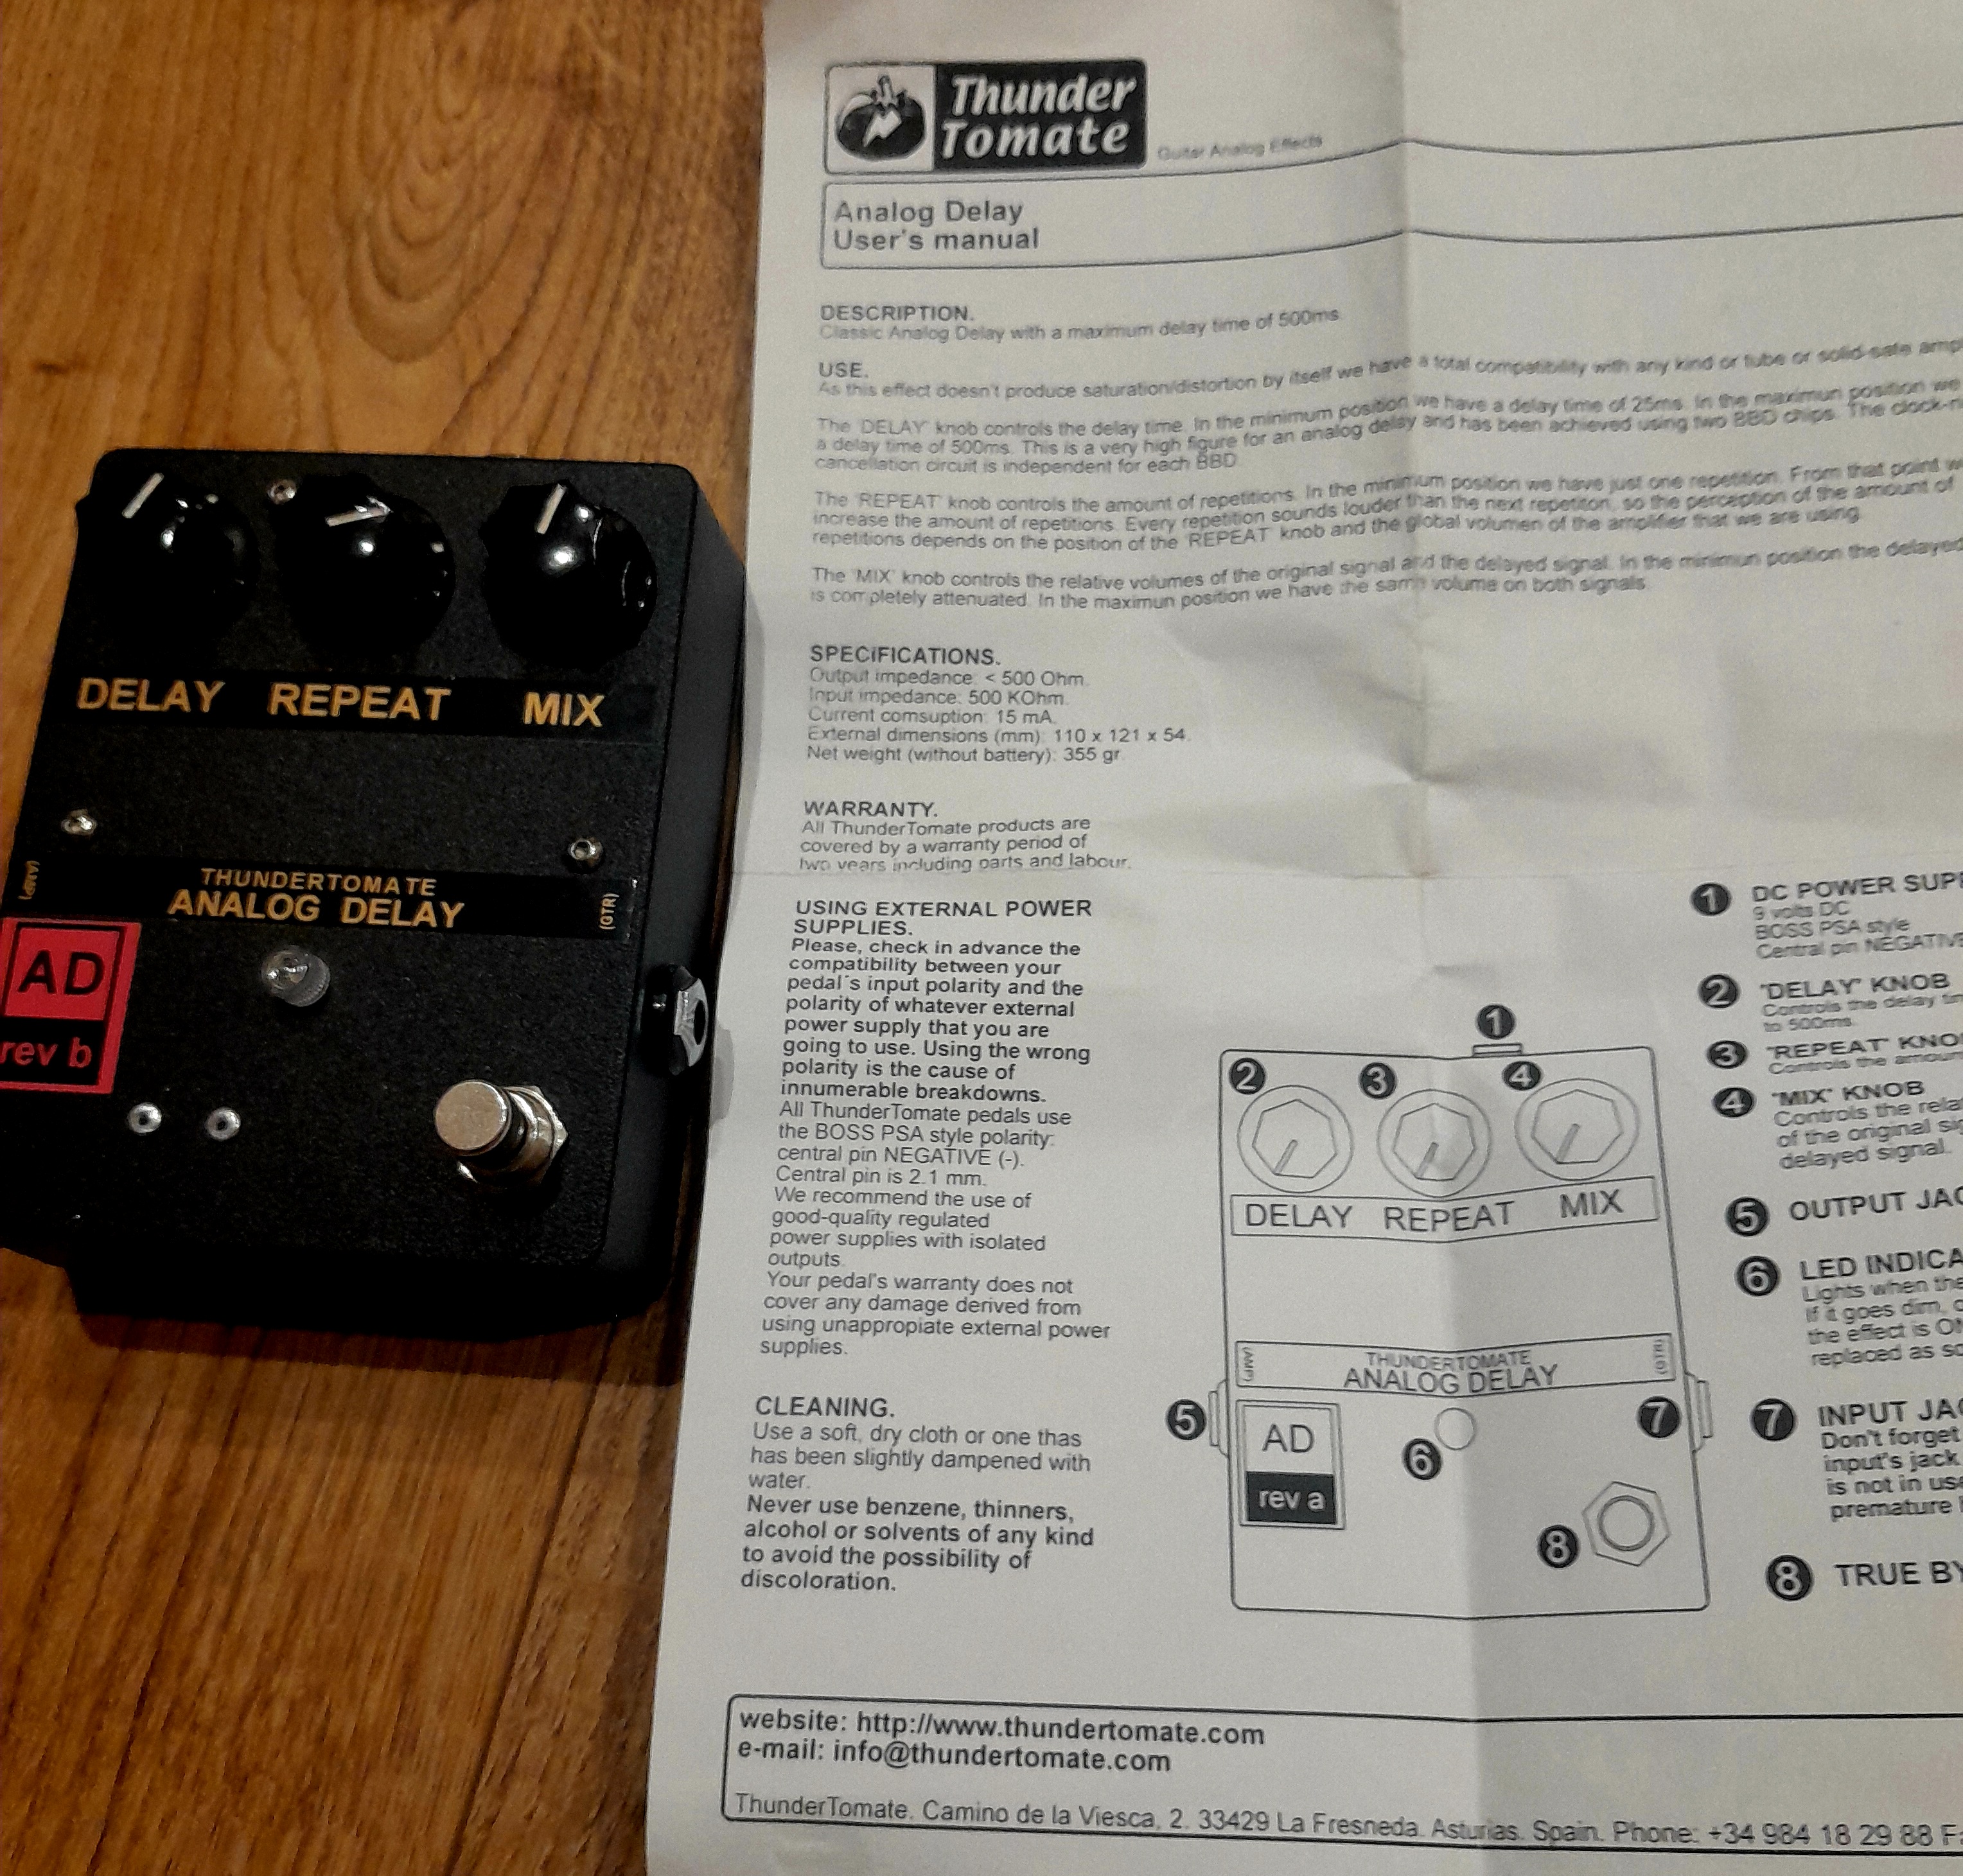 DELAY REPEAT MIX
THUNDERTOMATE
ANALOG DELAY
(GTR)
AD
rev b
Thunder
Tomate
Guitar Analog Effects
Analog Delay
User's manual
DESCRIPTION.
Classic Analog Delay with a maximum delay time of 500ms.
USE.
As this effect doesn't produce saturation/distortion by itself we have a total compatibility with any kind or tube or solid-sate amp
The 'DELAY' knob controls the delay time. In the minimum position we have a delay time of 25ms. In the maximun position we
a delay time of 500ms. This is a very high figure for an analog delay and has been achieved using two BBD chips. The clock-n
cancellation circuit is independent for each BBD.
The 'REPEAT' knob controls the amount of repetitions. In the minimum position we have just one repetition. From that point w
increase the amount of repetitions. Every repetition sounds louder than the next repetiton, so the perception of the amount of
repetitions depends on the position of the 'REPEAT' knob and the global volumen of the amplifier that we are using.
The 'MIX' knob controls the relative volumes of the original signal and the delayed signal. In the minimun position the delayed
is completely attenuated. In the maximun position we have the same volume on both signals.
SPECIFICATIONS.
Output impedance: < 500 Ohm.
Input impedance: 500 KOhm.
Current comsuption: 15 mA.
External dimensions (mm): 110 x 121 x 54.
Net weight (without battery): 355 gr.
WARRANTY.
All ThunderTomate products are
covered by a warranty period of
two years including parts and labour.
USING EXTERNAL POWER
SUPPLIES.
Please, check in advance the
compatibility between your
pedal´s input polarity and the
polarity of whatever external
power supply that you are
going to use. Using the wrong
polarity is the cause of
innumerable breakdowns.
All ThunderTomate pedals use
the BOSS PSA style polarity:
central pin NEGATIVE (-).
Central pin is 2.1 mm.
We recommend the use of
good-quality regulated
power supplies with isolated
outputs.
Your pedal's warranty does not
cover any damage derived from
using unappropiate external power
supplies.
CLEANING.
Use a soft, dry cloth or one thas
has been slightly dampened with
water.
Never use benzene, thinners,
alcohol or solvents of any kind
to avoid the possibility of
discoloration.
1
2 3 4
DELAY REPEAT MIX
(AMP)
THUNDERTOMATE
ANALOG DELAY
(GTR)
5
AD
rev a
6
7
8
1 DC POWER SUPP
9 volts DC
BOSS PSA style
Central pin NEGATIVE
2 'DELAY' KNOB
Controls the delay tim
to 500ms.
3 'REPEAT' KNO
Controls the amoun
4 'MIX' KNOB
Controls the rela
of the original sig
delayed signal.
5 OUTPUT JAC
6 LED INDICA
Lights when the
If it goes dim, o
the effect is ON
replaced as so
7 INPUT JAC
Don't forget
input's jack
is not in use
premature
8 TRUE BY
website: http://www.thundertomate.com
e-mail: info@thundertomate.com
ThunderTomate. Camino de la Viesca, 2. 33429 La Fresneda. Asturias. Spain. Phone: +34 984 18 29 88 Fa